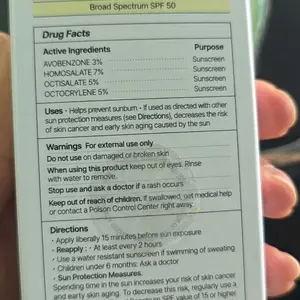 Broad Spectrum SPF 50
Drug Facts
Active Ingredients Purpose
AVOBENZONE 3% Sunscreen
HOMOSALATE 7% Sunscreen
OCTISALATE 5% Sunscreen
OCTOCRYLENE 5% Sunscreen
Uses - Helps prevent sunburn - If used as directed with other
sun protection measures (see Directions), decreases the risk
of skin cancer and early skin aging caused by the sun
Warnings For external use only
Do not use on damaged or broken skin
When using this product keep out of eyes. Rinse
with water to remove.
Stop use and ask a doctor if a rash occurs
Keep out of reach of children. If swallowed, get medical help
or contact a Poison Control Center right away.
Directions
- Apply liberally 15 minutes before sun exposure
- Reapply : - At least every 2 hours
- Use a water resistant sunscreen if swimming or sweating
- Children under 6 months: Ask a doctor
- Sun Protection Measures.
Spending time in the sun increases your risk of skin cancer
and early skin aging. To decrease this risk, regularly use a
Spectrum SPF value of 15 or higher